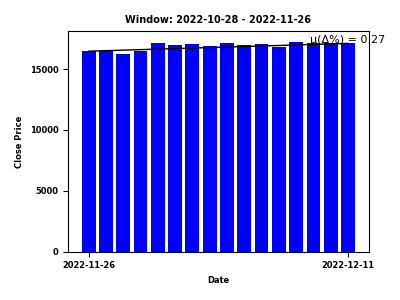 Window: 2022-10-28 - 2022-11-26
μ(Δ%) = 0.27
15000
10000
5000
0
Close Price
2022-11-26
2022-12-11
Date